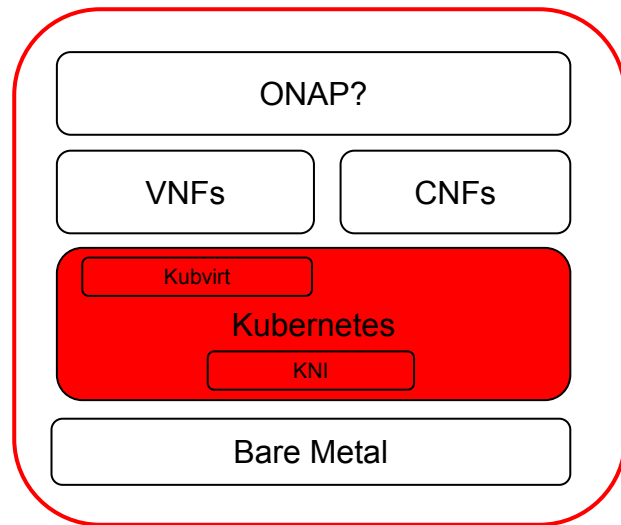 ONAP?
VNFs
CNFs
Kubvirt
Kubernetes
KNI
Bare Metal